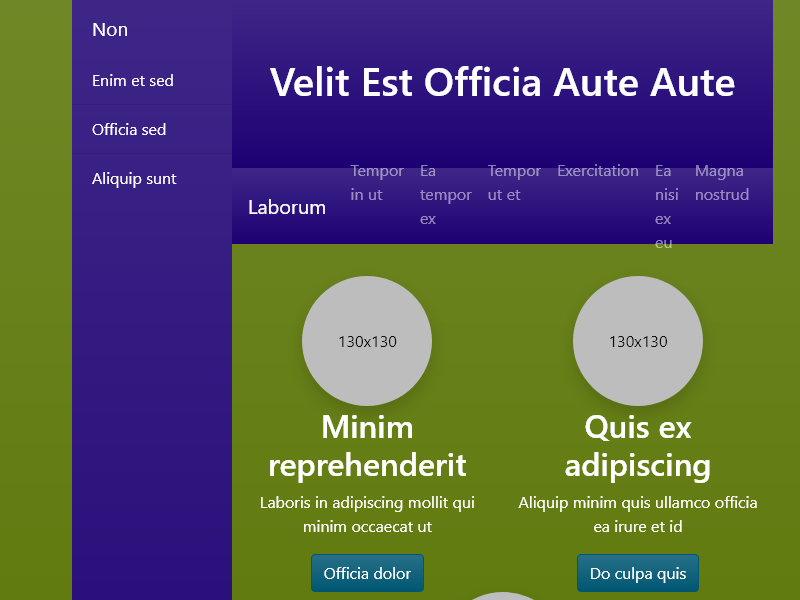 Non
Enim et sed
Officia sed
Aliquip sunt
Velit Est Officia Aute Aute
Laborum
Tempor
in ut
Ea
tempor
ex
Tempor
ut et
Exercitation
Ea
nisi
ex
eu
Magna
nostrud
130x130
Minim
reprehenderit
Laboris in adipiscing mollit qui
minim occaecat ut
Officia dolor
130x130
Quis ex
adipiscing
Aliquip minim quis ullamco officia
ea irure et id
Do culpa quis